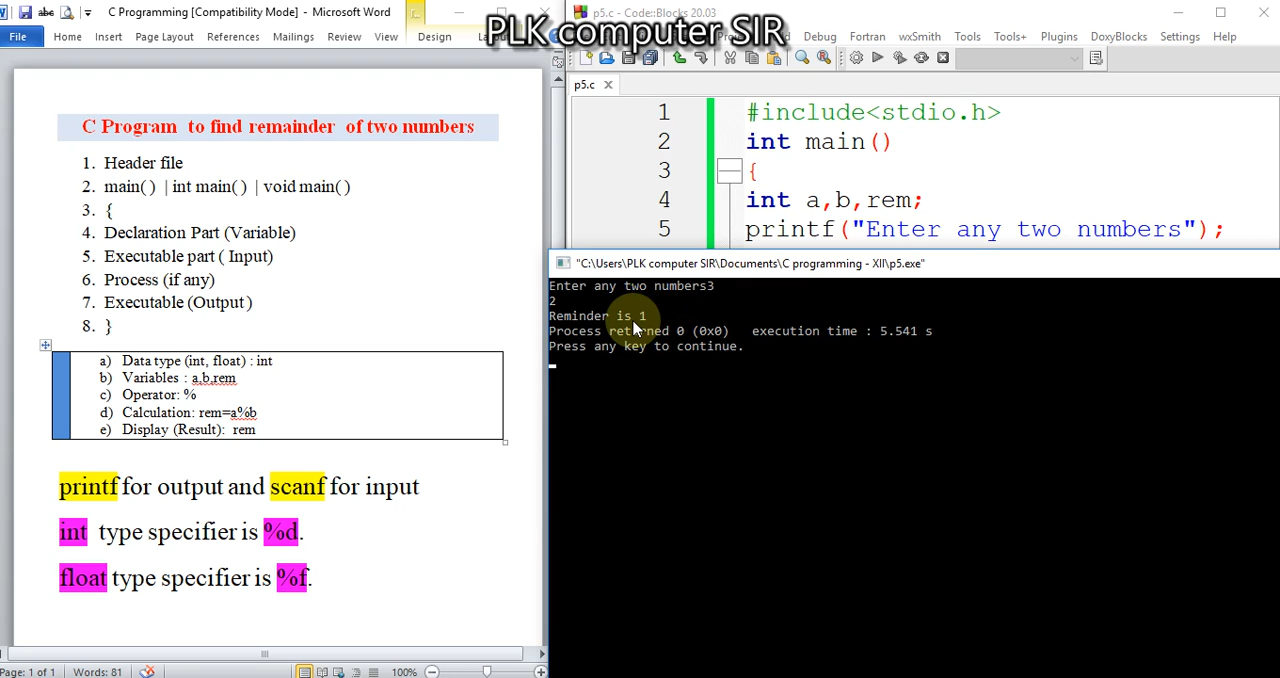 C Programming [Compatibility Mode] - Microsoft Word
File Home Insert Page Layout References Mailings Review View Design
PLK computer SIR
C Program to find remainder of two numbers
1. Header file
2. main( ) | int main( ) | void main( )
3. {
4. Declaration Part (Variable)
5. Executable part ( Input)
6. Process (if any)
7. Executable (Output )
8. }
a) Data type (int, float) : int
b) Variables : a,b,rem
c) Operator: %
d) Calculation: rem=a%b
e) Display (Result): rem
printf for output and scanf for input
int type specifier is %d.
float type specifier is %f.
Page: 1 of 1 Words: 81 100%
p5.c - Code::Blocks 20.03
Debug Fortran wxSmith Tools Tools+ Plugins DoxyBlocks Settings Help
p5.c
1 #include<stdio.h>
2 int main()
3 {
4 int a,b,rem;
5 printf("Enter any two numbers");
"C:\Users\PLK computer SIR\Documents\C programming - XII\p5.exe"
Enter any two numbers3
2
Reminder is 1
Process returned 0 (0x0) execution time : 5.541 s
Press any key to continue.